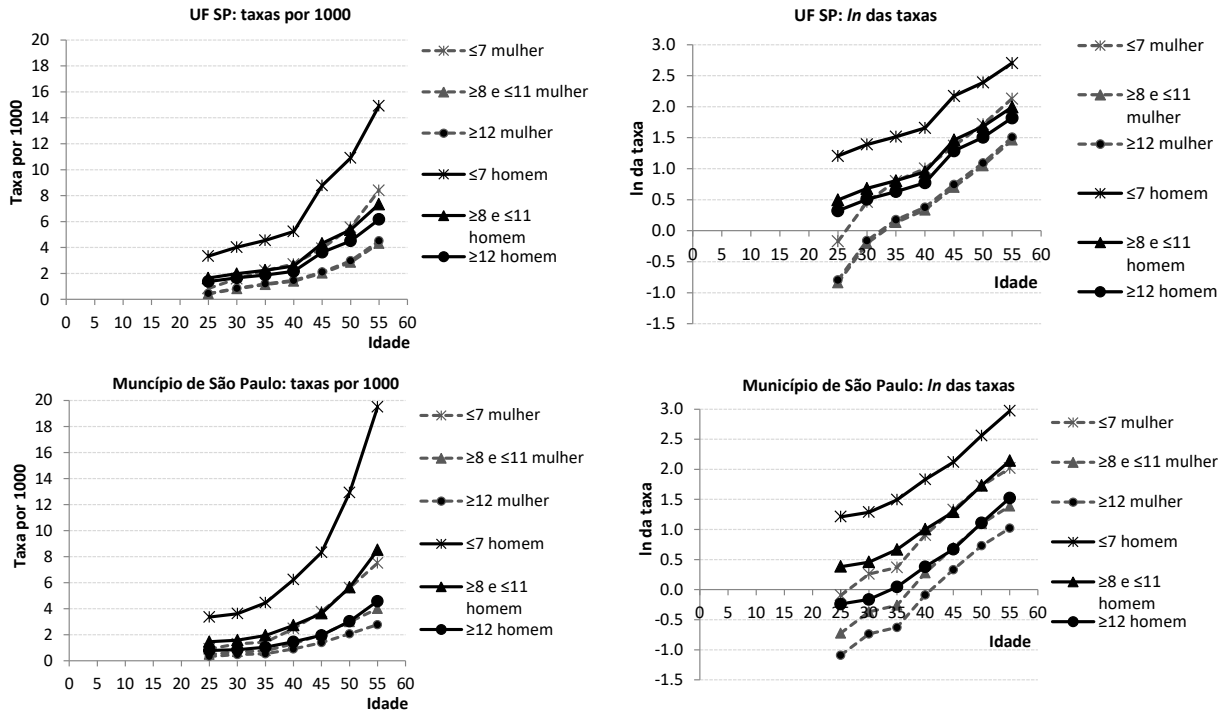 UF SP: taxas por 1000
Taxa por 1000
20
18
16
14
12
10
8
6
4
2
0
0 5 10 15 20 25 30 35 40 45 50 55 60
Idade
≤7 mulher
≥8 e ≤11 mulher
≥12 mulher
≤7 homem
≥8 e ≤11
homem
≥12 homem
UF SP: ln das taxas
ln da taxa
3.0
2.5
2.0
1.5
1.0
0.5
0.0
-0.5
-1.0
-1.5
0 5 10 15 20 25 30 35 40 45 50 55 60
Idade
≤7 mulher
≥8 e ≤11
mulher
≥12 mulher
≤7 homem
≥8 e ≤11
homem
≥12 homem
Muncípio de São Paulo: taxas por 1000
Taxa por 1000
20
18
16
14
12
10
8
6
4
2
0
0 5 10 15 20 25 30 35 40 45 50 55 60
Idade
≤7 mulher
≥8 e ≤11 mulher
≥12 mulher
≤7 homem
≥8 e ≤11
homem
≥12 homem
Município de São Paulo: ln das taxas
ln da taxa
3.0
2.5
2.0
1.5
1.0
0.5
0.0
-0.5
-1.0
-1.5
0 5 10 15 20 25 30 35 40 45 50 55 60
Idade
≤7 mulher
≥8 e ≤11 mulher
≥12 mulher
≤7 homem
≥8 e ≤11
homem
≥12 homem